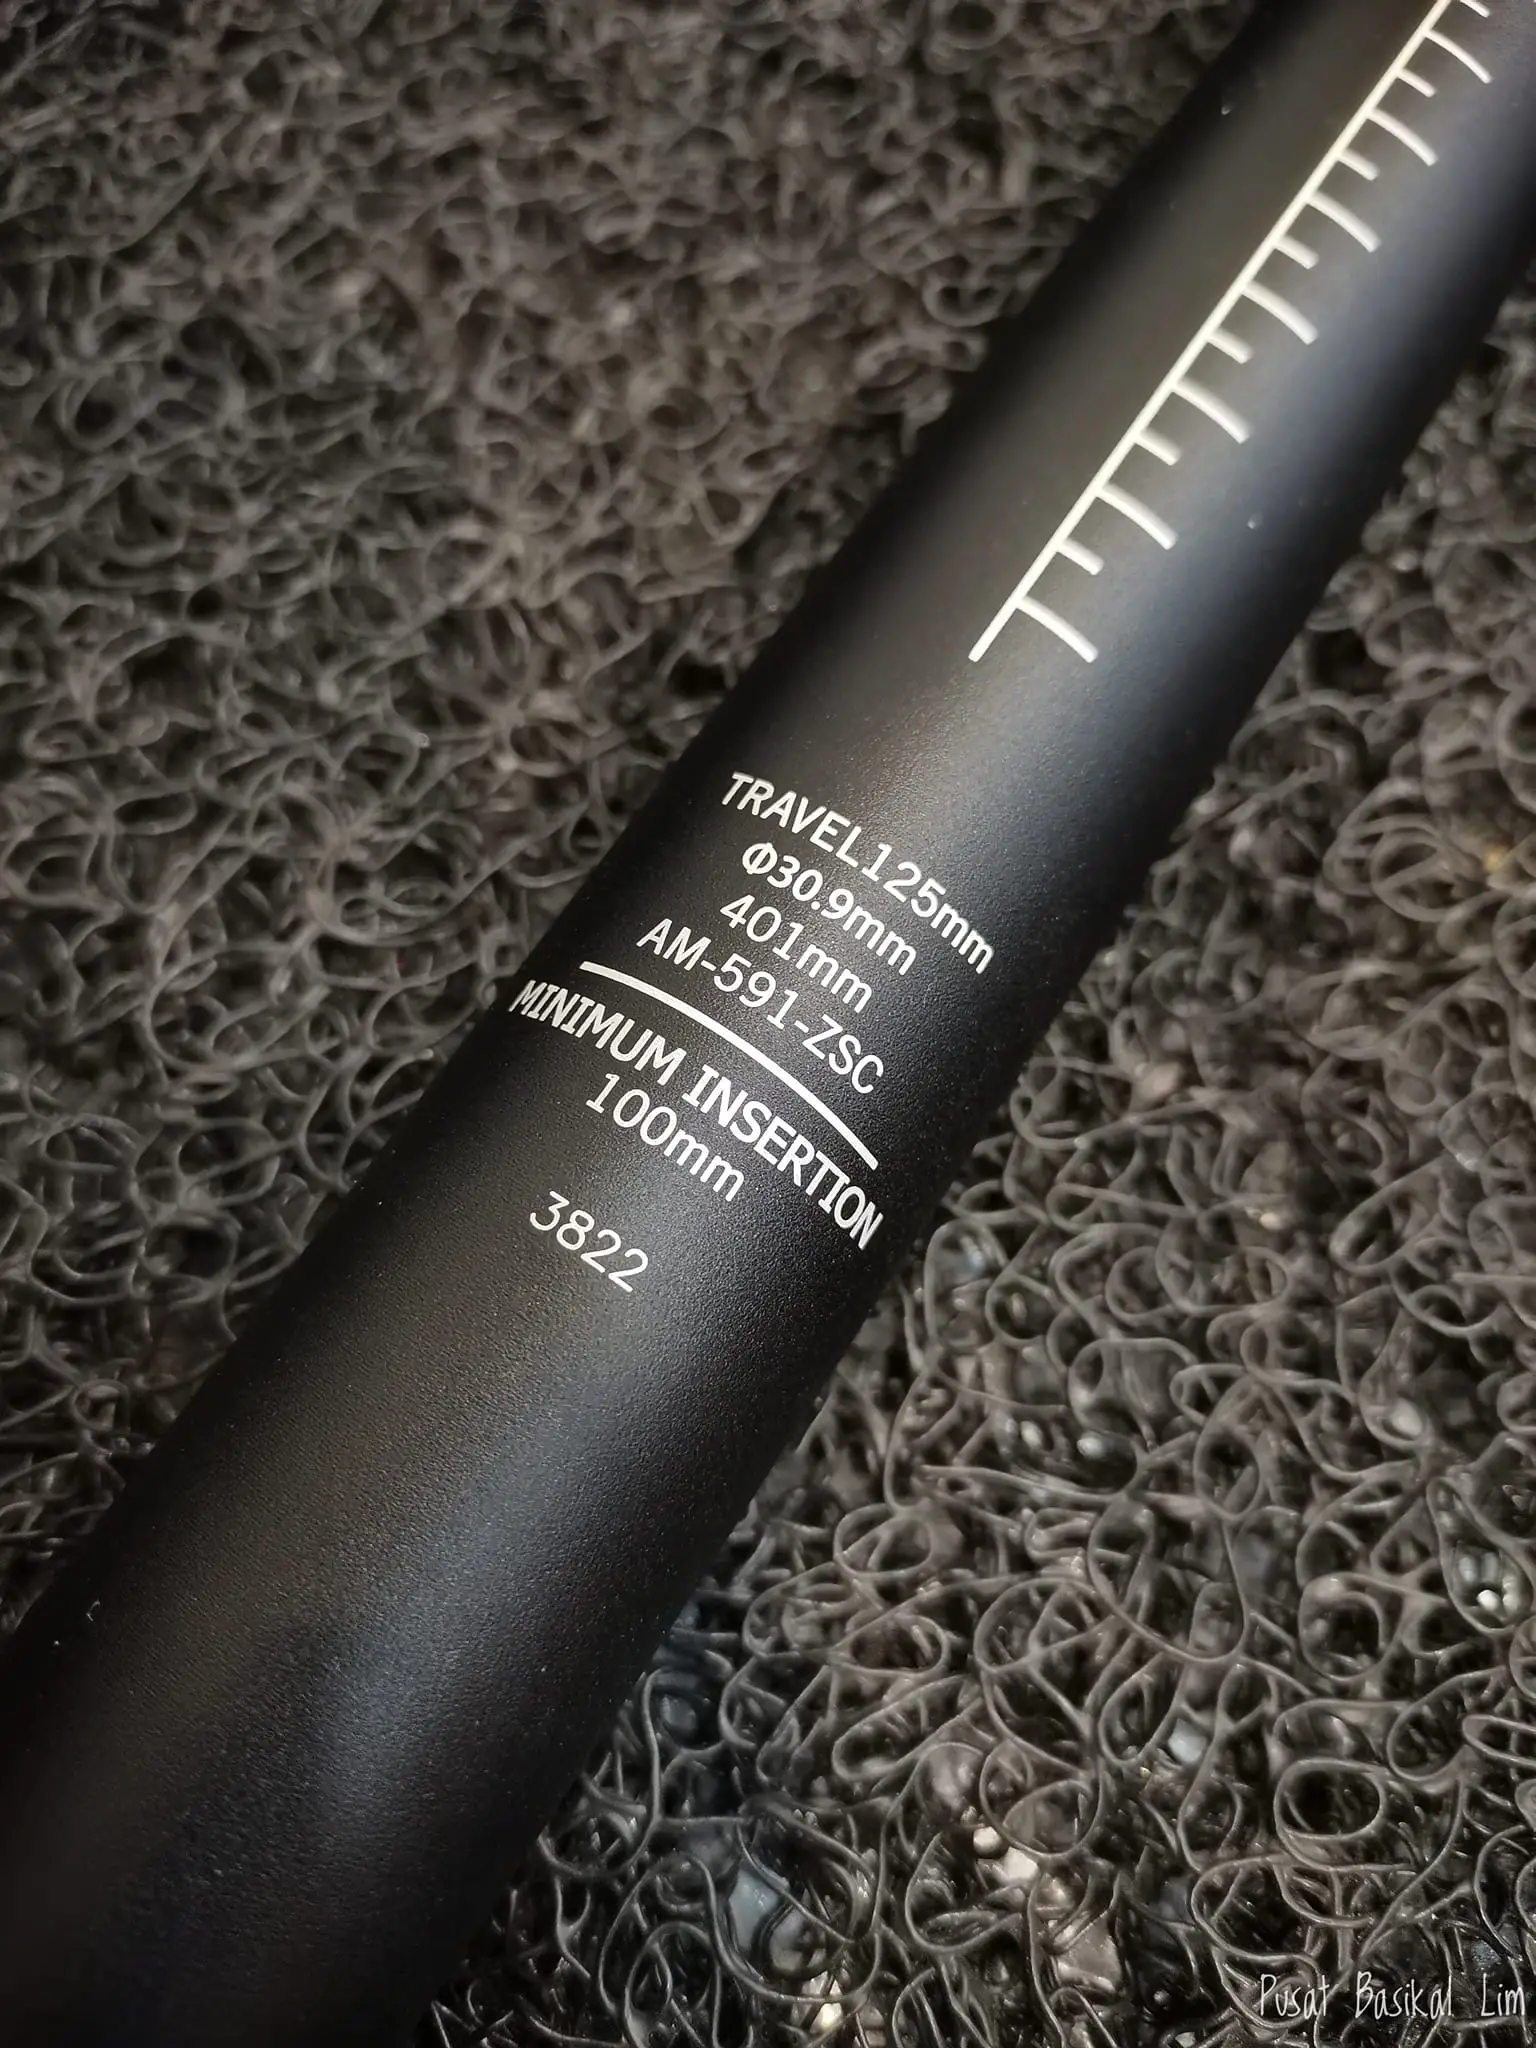 TRAVEL125mm
Φ30.9mm
401mm
AM-591-ZSC
MINIMUM INSERTION
100mm
3822
Pusat Basikal Lim